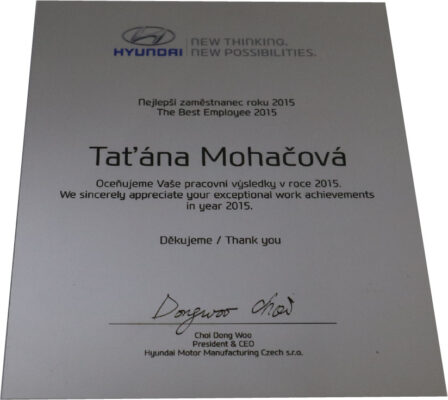 HYUNDAI
NEW THINKING.
NEW POSSIBILITIES.
Nejlepší zaměstnanec roku 2015
The Best Employee 2015
Taťána Mohačová
Oceňujeme Vaše pracovní výsledky v roce 2015.
We sincerely appreciate your exceptional work achievements
in year 2015.
Děkujeme / Thank you
Dongwoo Choi
Choi Dong Woo
President & CEO
Hyundai Motor Manufacturing Czech s.r.o.